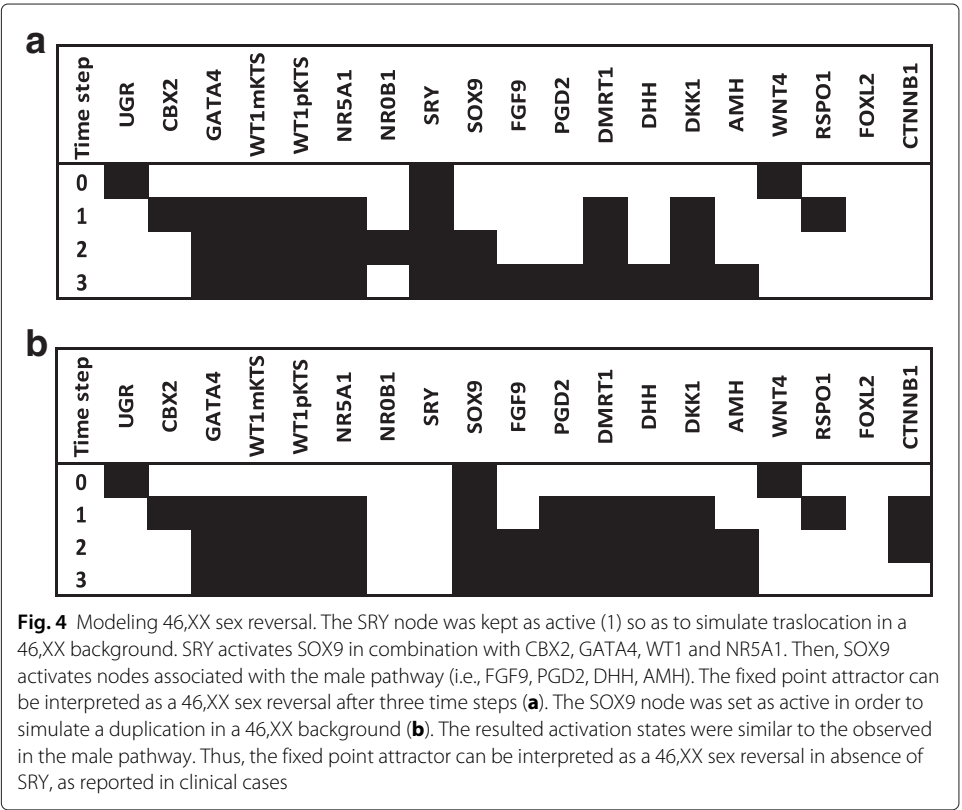 a
Time step UGR CBX2 GATA4 WT1mKTS WT1pKTS NR5A1 NR0B1 SRY SOX9 FGF9 PGD2 DMRT1 DHH DKK1 AMH WNT4 RSPO1 FOXL2 CTNNB1
0
1
2
3
b
Time step UGR CBX2 GATA4 WT1mKTS WT1pKTS NR5A1 NR0B1 SRY SOX9 FGF9 PGD2 DMRT1 DHH DKK1 AMH WNT4 RSPO1 FOXL2 CTNNB1
0
1
2
3
Fig. 4 Modeling 46,XX sex reversal. The SRY node was kept as active (1) so as to simulate traslocation in a
46,XX background. SRY activates SOX9 in combination with CBX2, GATA4, WT1 and NR5A1. Then, SOX9
activates nodes associated with the male pathway (i.e., FGF9, PGD2, DHH, AMH). The fixed point attractor can
be interpreted as a 46,XX sex reversal after three time steps (a). The SOX9 node was set as active in order to
simulate a duplication in a 46,XX background (b). The resulted activation states were similar to the observed
in the male pathway. Thus, the fixed point attractor can be interpreted as a 46,XX sex reversal in absence of
SRY, as reported in clinical cases